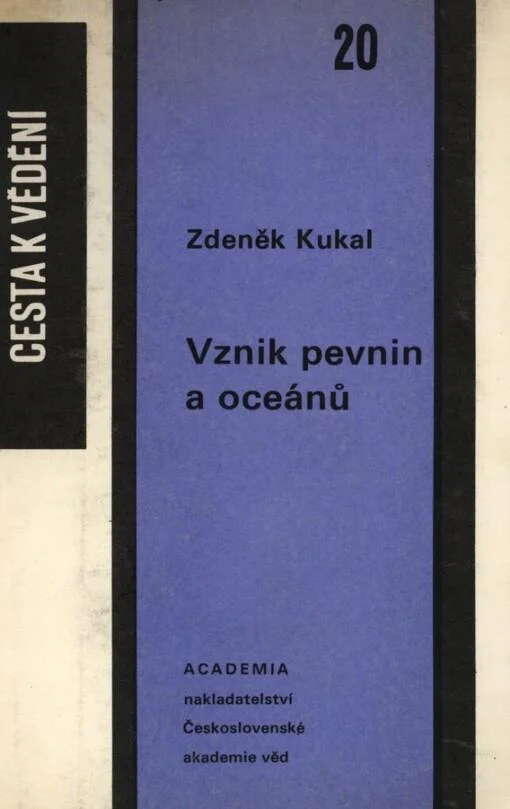 20
CESTA K VĚDĚNÍ
Zdeněk Kukal
Vznik pevnin
a oceánů
ACADEMIA
nakladatelství
Československé
akademie věd